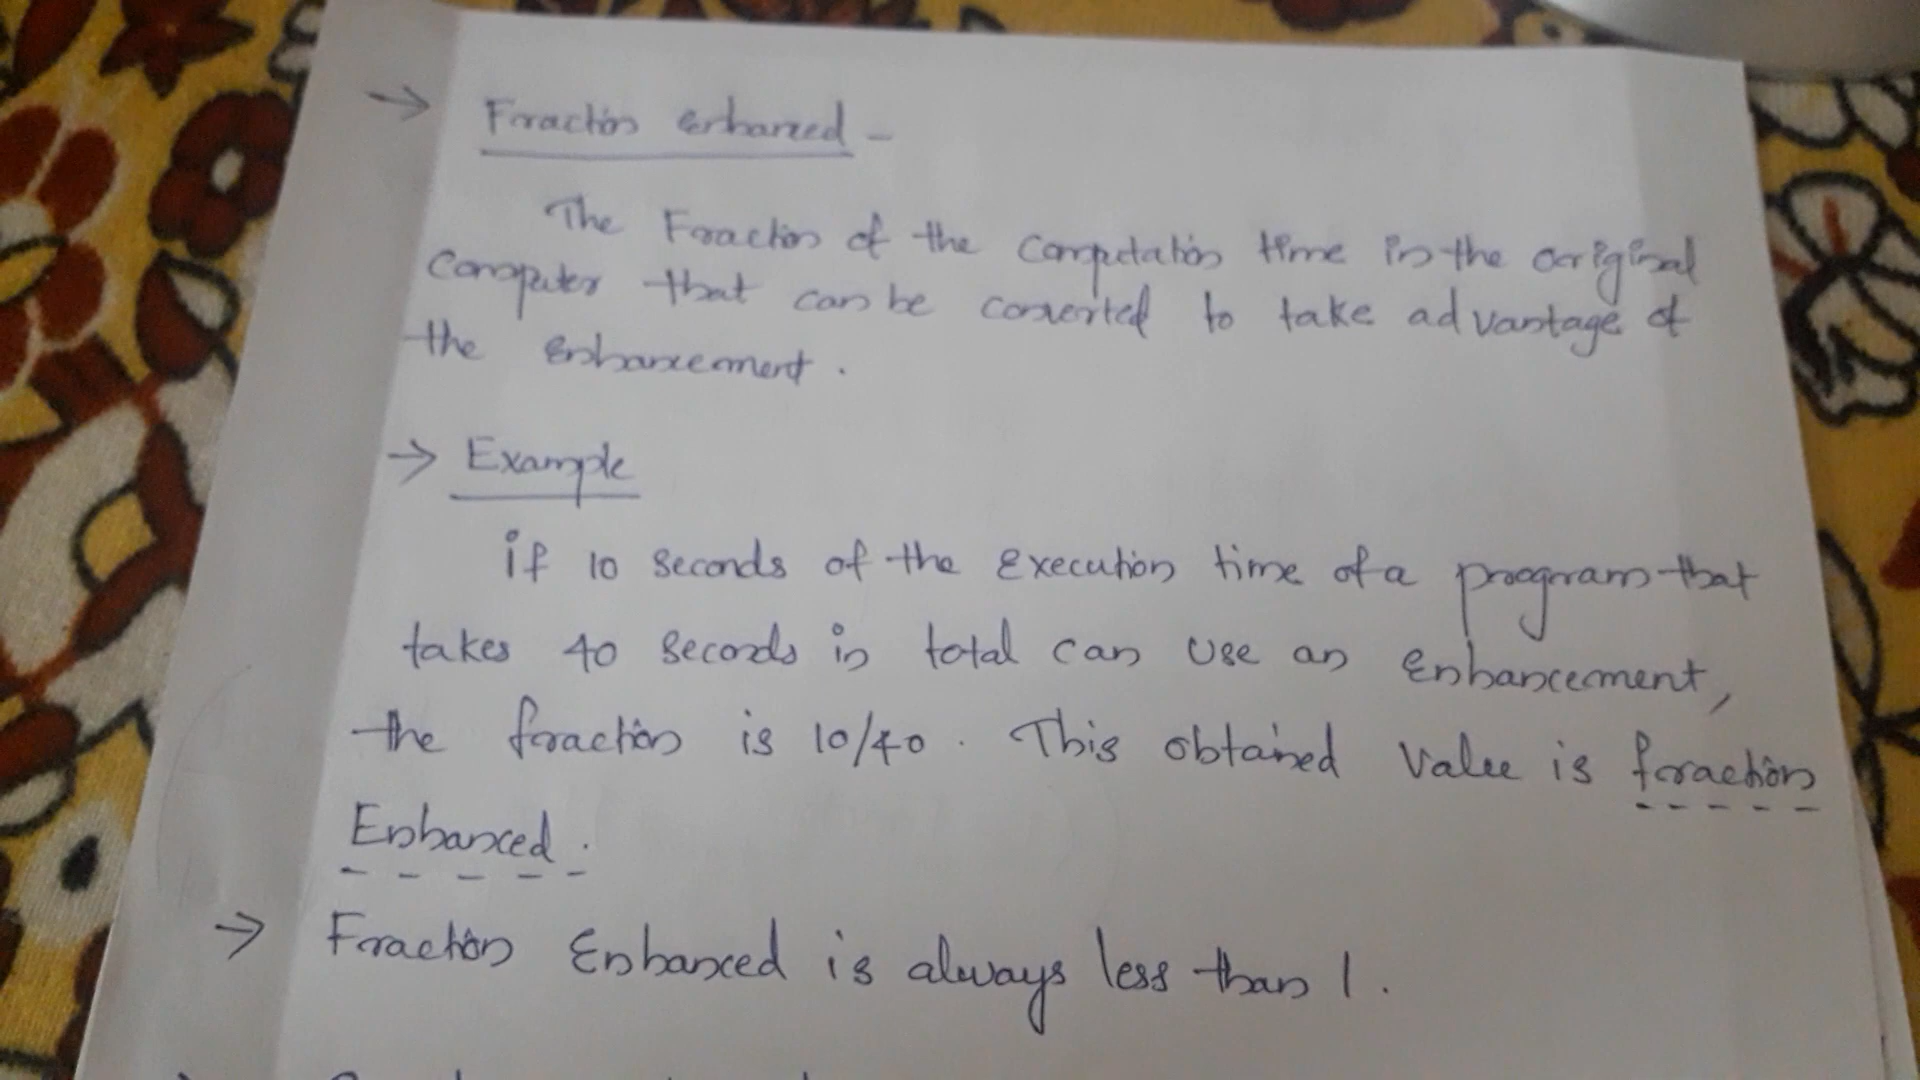 → Fraction enhanced -
The Fraction of the computation time in the original
computer that can be converted to take advantage of
the enhancement.
→ Example
if 10 seconds of the execution time of a program that
takes 40 seconds in total can use an enhancement,
the fraction is 10/40. This obtained value is fraction
Enhanced.
→ Fraction Enhanced is always less than 1.